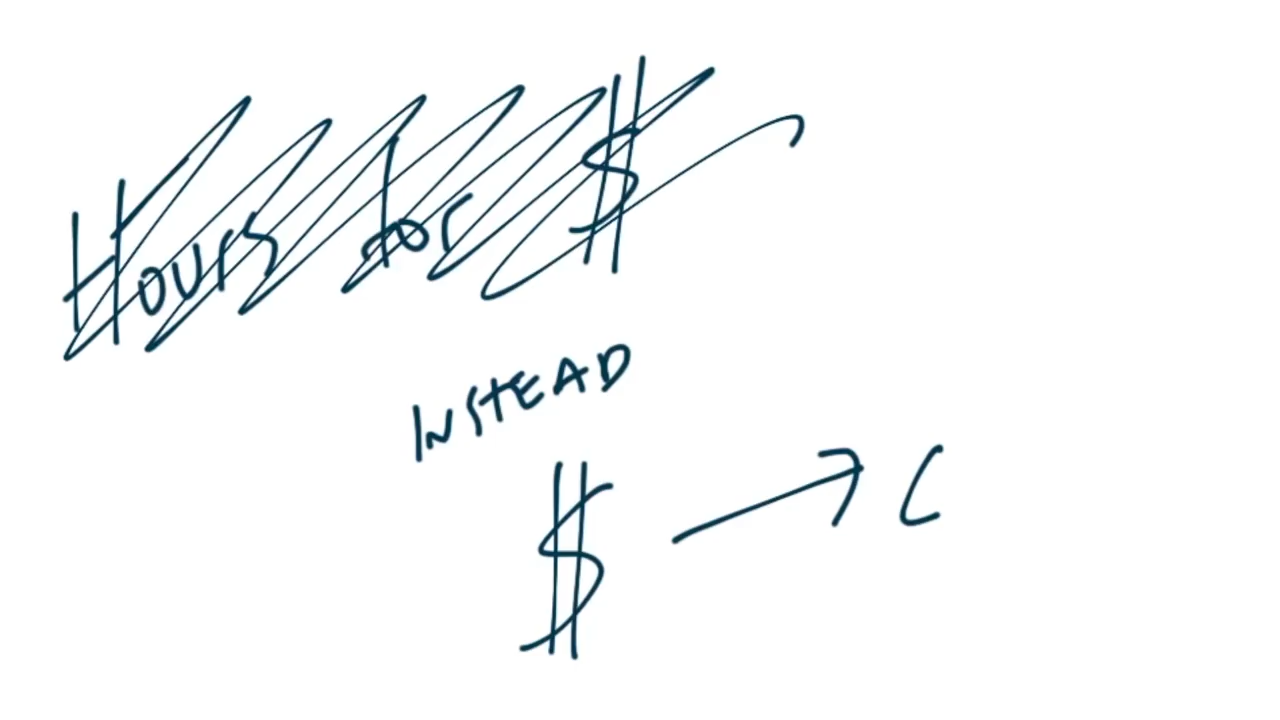 Hours for $
INSTEAD
$ → C